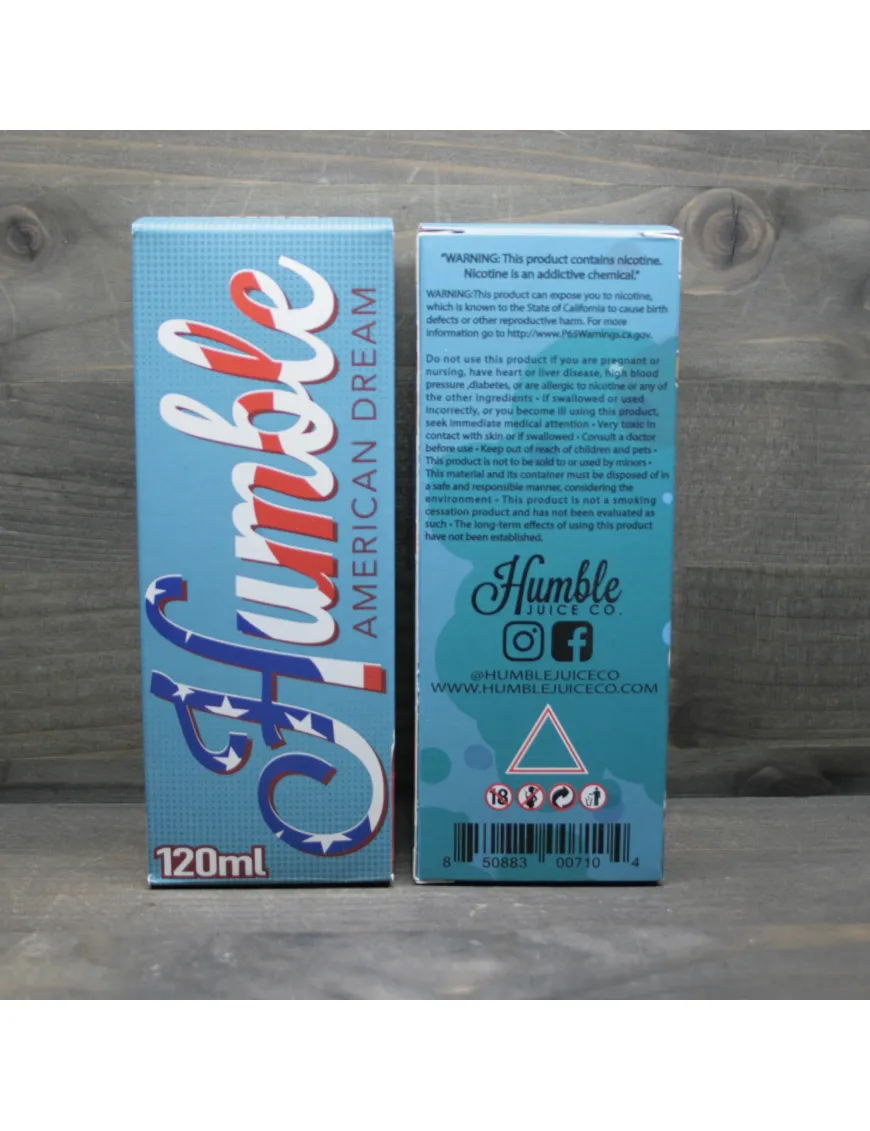 Humble
AMERICAN DREAM
120ml
"WARNING: This product contains nicotine.
Nicotine is an addictive chemical."
WARNING:This product can expose you to nicotine,
which is known to the State of California to cause birth
defects or other reproductive harm. For more
information go to http://www.P65Warnings.ca.gov.
Do not use this product if you are pregnant or
nursing, have heart or liver disease, high blood
pressure ,diabetes, or are allergic to nicotine or any of
the other ingredients • If swallowed or used
incorrectly, or you become ill using this product,
seek immediate medical attention • Very toxic in
contact with skin or if swallowed • Consult a doctor
before use • Keep out of reach of children and pets •
This product is not to be sold to or used by minors •
This material and its container must be disposed of in
a safe and responsible manner, considering the
environment • This product is not a smoking
cessation product and has not been evaluated as
such • The long-term effects of using this product
have not been established.
Humble
JUICE CO.
@HUMBLEJUICECO
WWW.HUMBLEJUICECO.COM
18
8 50883 00710 4